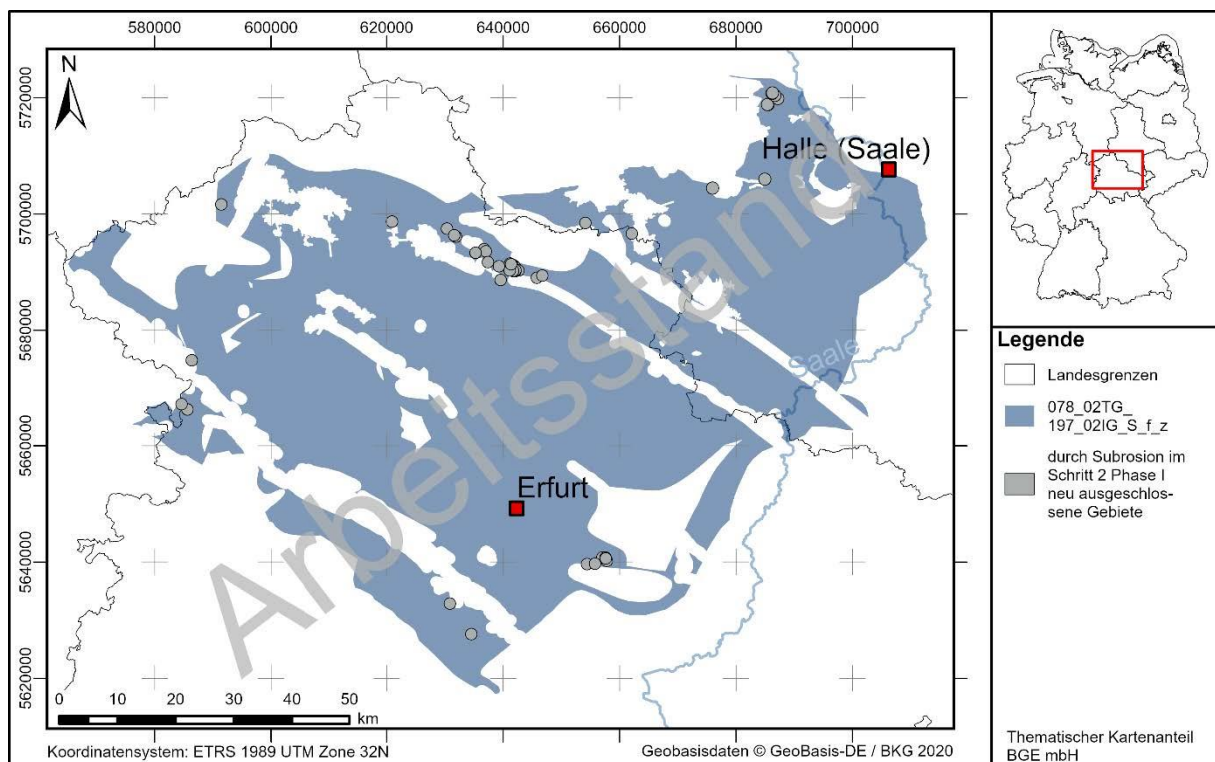 580000
600000
620000
640000
660000
680000
700000
5720000
5700000
5680000
5660000
5640000
5620000
N
Halle (Saale)
Saale
Erfurt
Arbeitsstand
0
10
20
30
40
50
km
Koordinatensystem: ETRS 1989 UTM Zone 32N
Geobasisdaten © GeoBasis-DE / BKG 2020
Legende
Landesgrenzen
078_02TG_
197_02IG_S_f_z
durch Subrosion im
Schritt 2 Phase I
neu ausgeschlos-
sene Gebiete
Thematischer Kartenanteil
BGE mbH